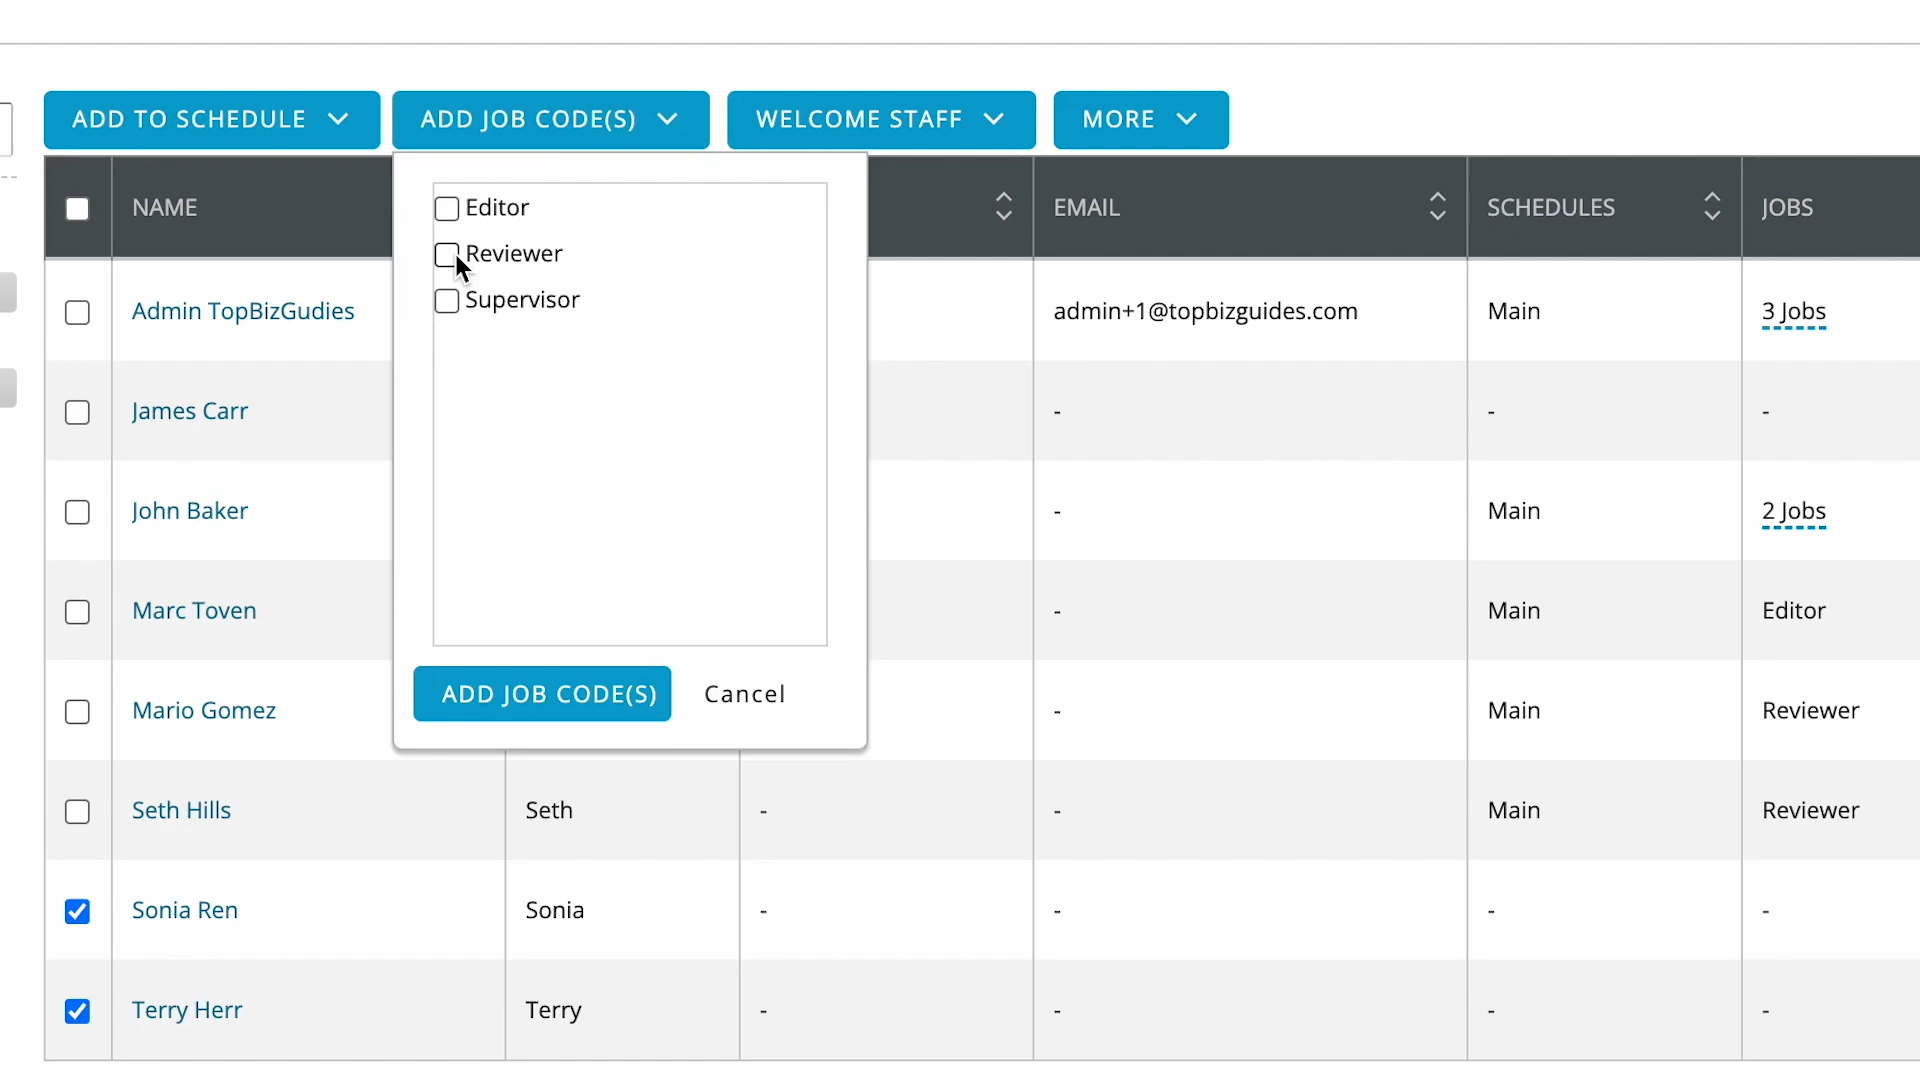 ADD TO SCHEDULE ADD JOB CODE(S) WELCOME STAFF MORE
NAME EMAIL SCHEDULES JOBS
Editor
Reviewer
Supervisor
ADD JOB CODE(S) Cancel
Admin TopBizGudies admin+1@topbizguides.com Main 3 Jobs
James Carr - - -
John Baker - Main 2 Jobs
Marc Toven - Main Editor
Mario Gomez - Main Reviewer
Seth Hills Seth - - Main Reviewer
Sonia Ren Sonia - - - -
Terry Herr Terry - - - -